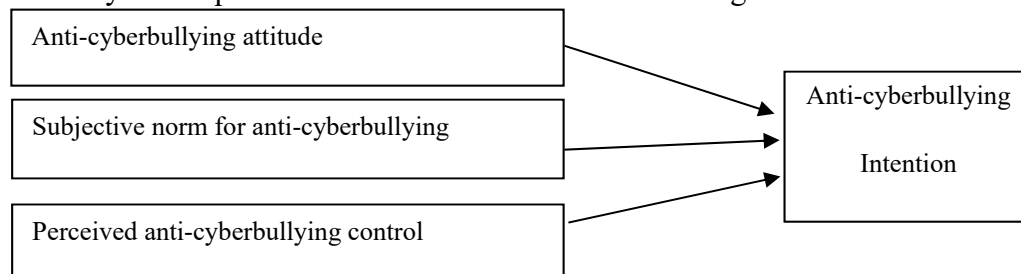 Anti-cyberbullying attitude
Anti-cyberbullying
Subjective norm for anti-cyberbullying
Intention
Perceived anti-cyberbullying control